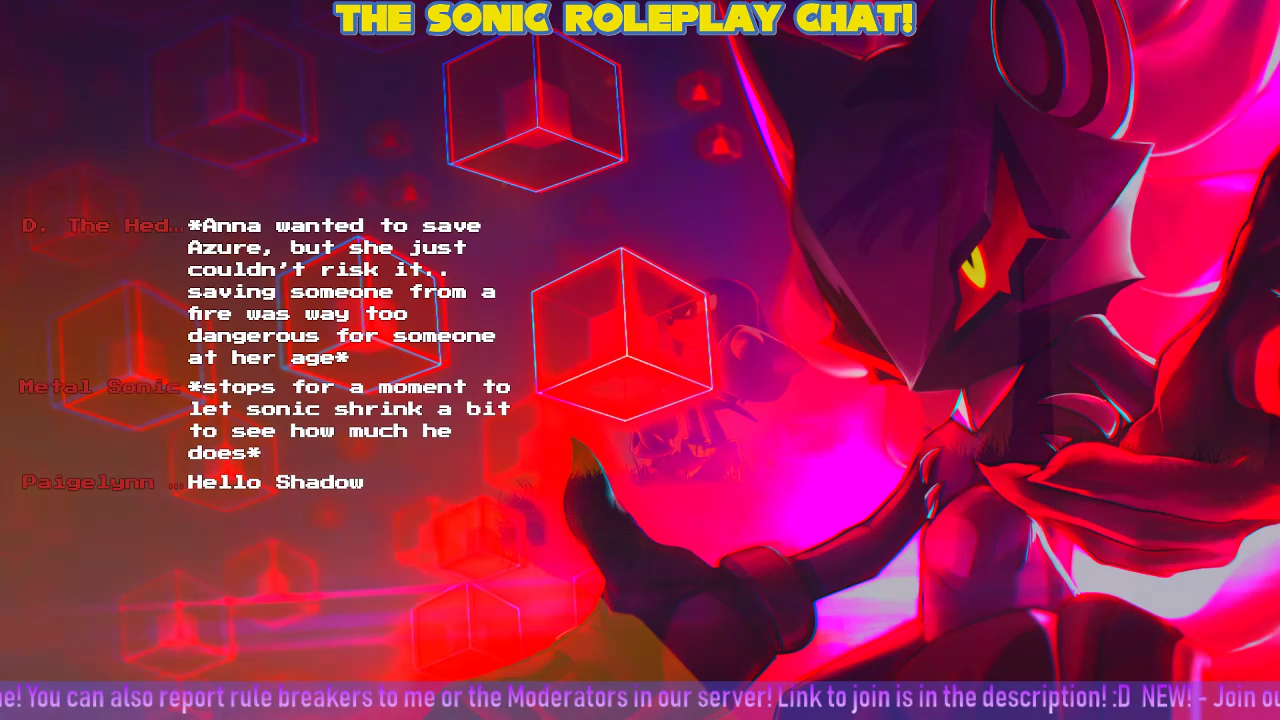 THE SONIC ROLEPLAY CHAT!
D. The Hed... *Anna wanted to save
Azure, but she just
couldn't risk it..
saving someone from a
fire was way too
dangerous for someone
at her age*
Metal Sonic *stops for a moment to
let sonic shrink a bit
to see how much he
does*
Paigelynn ... Hello Shadow
ne! You can also report rule breakers to me or the Moderators in our server! Link to join is in the description! :D NEW! - Join ou